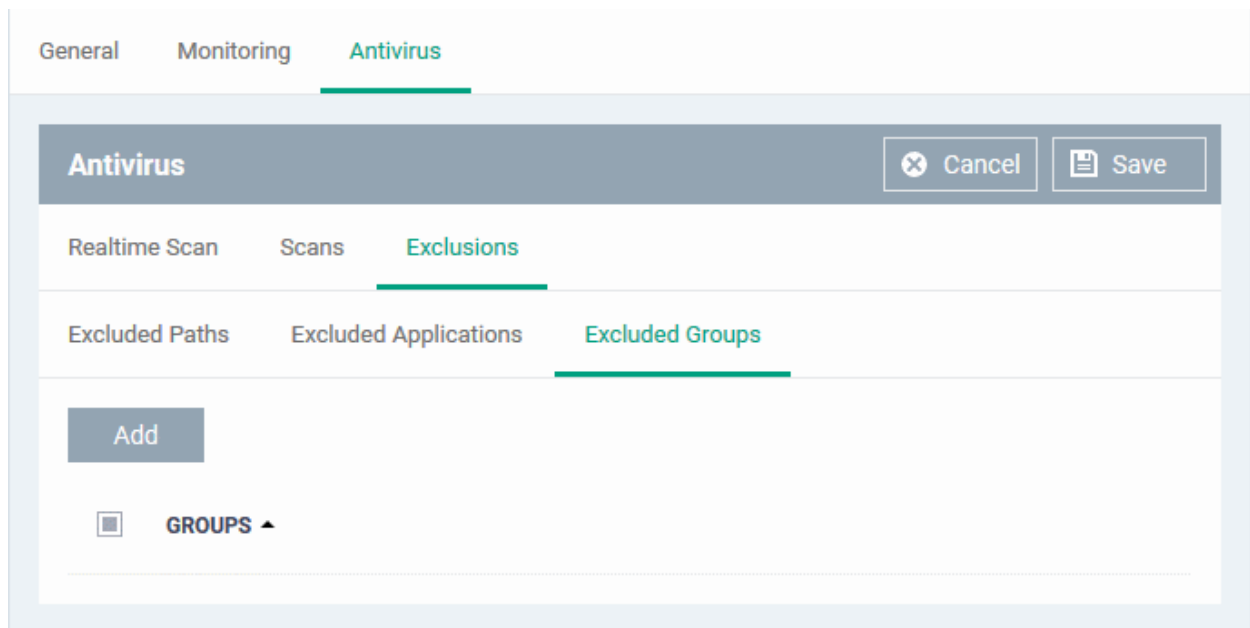 General Monitoring Antivirus
Antivirus Cancel Save
Realtime Scan Scans Exclusions
Excluded Paths Excluded Applications Excluded Groups
Add
GROUPS